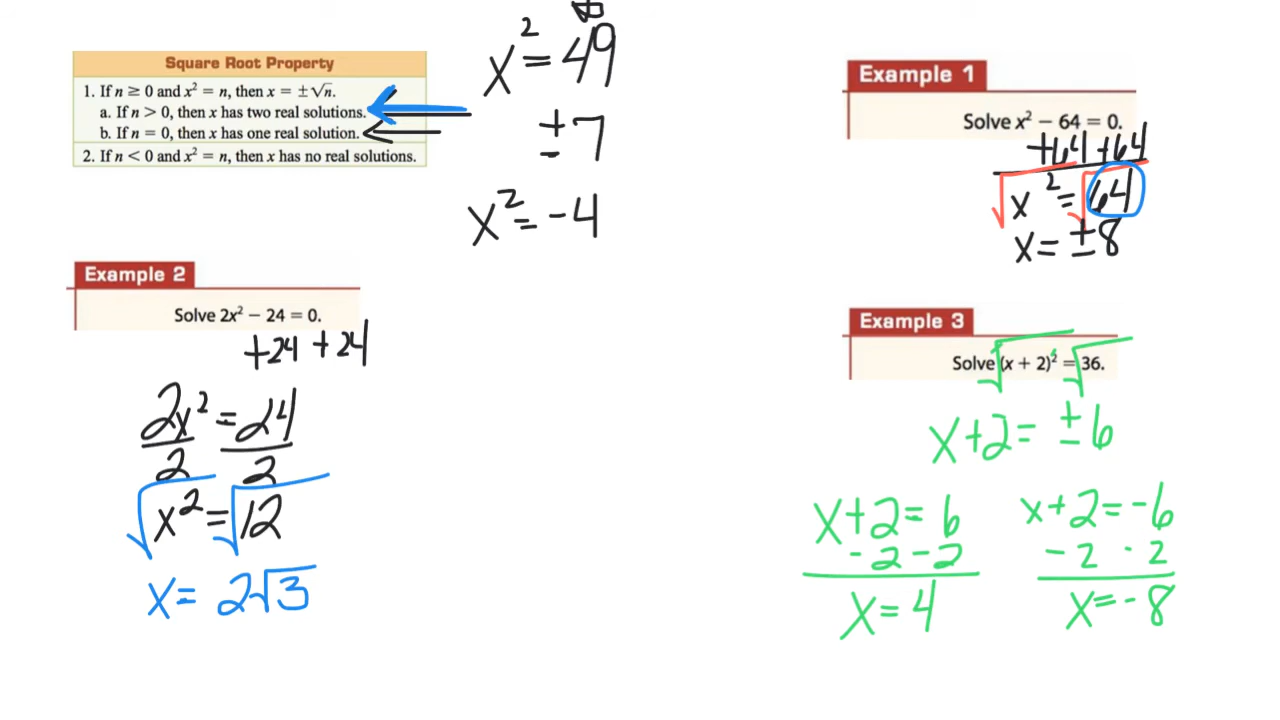 Square Root Property
1. If n ≥ 0 and x² = n, then x = ±√n.
a. If n > 0, then x has two real solutions.
b. If n = 0, then x has one real solution.
2. If n < 0 and x² = n, then x has no real solutions.
x² = 49
±7
x² = -4
Example 1
Solve x² − 64 = 0.
+64 +64
√x² = √64
x = ±8
Example 2
Solve 2x² − 24 = 0.
+24 +24
2x² = 24
2 2
√x² = √12
x = 2√3
Example 3
Solve √(x + 2)² = √36.
x+2 = ±6
x+2 = 6
-2 -2
x = 4
x+2 = -6
-2 -2
x = -8